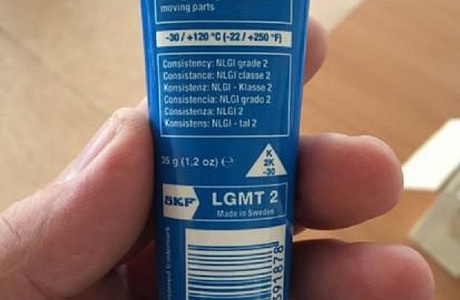 moving parts
-30 / +120 °C (-22 / +250 °F)
Consistency: NLGI grade 2
Consistance: NLGI classe 2
Konsistenz: NLGI - Klasse 2
Consistencia: NLGI grado 2
Consistenza: NLGI 2
Konsistens: NLGI - tal 2
35 g (1.2 oz) ℮
K
2K
-30
SKF
LGMT 2
Made in Sweden